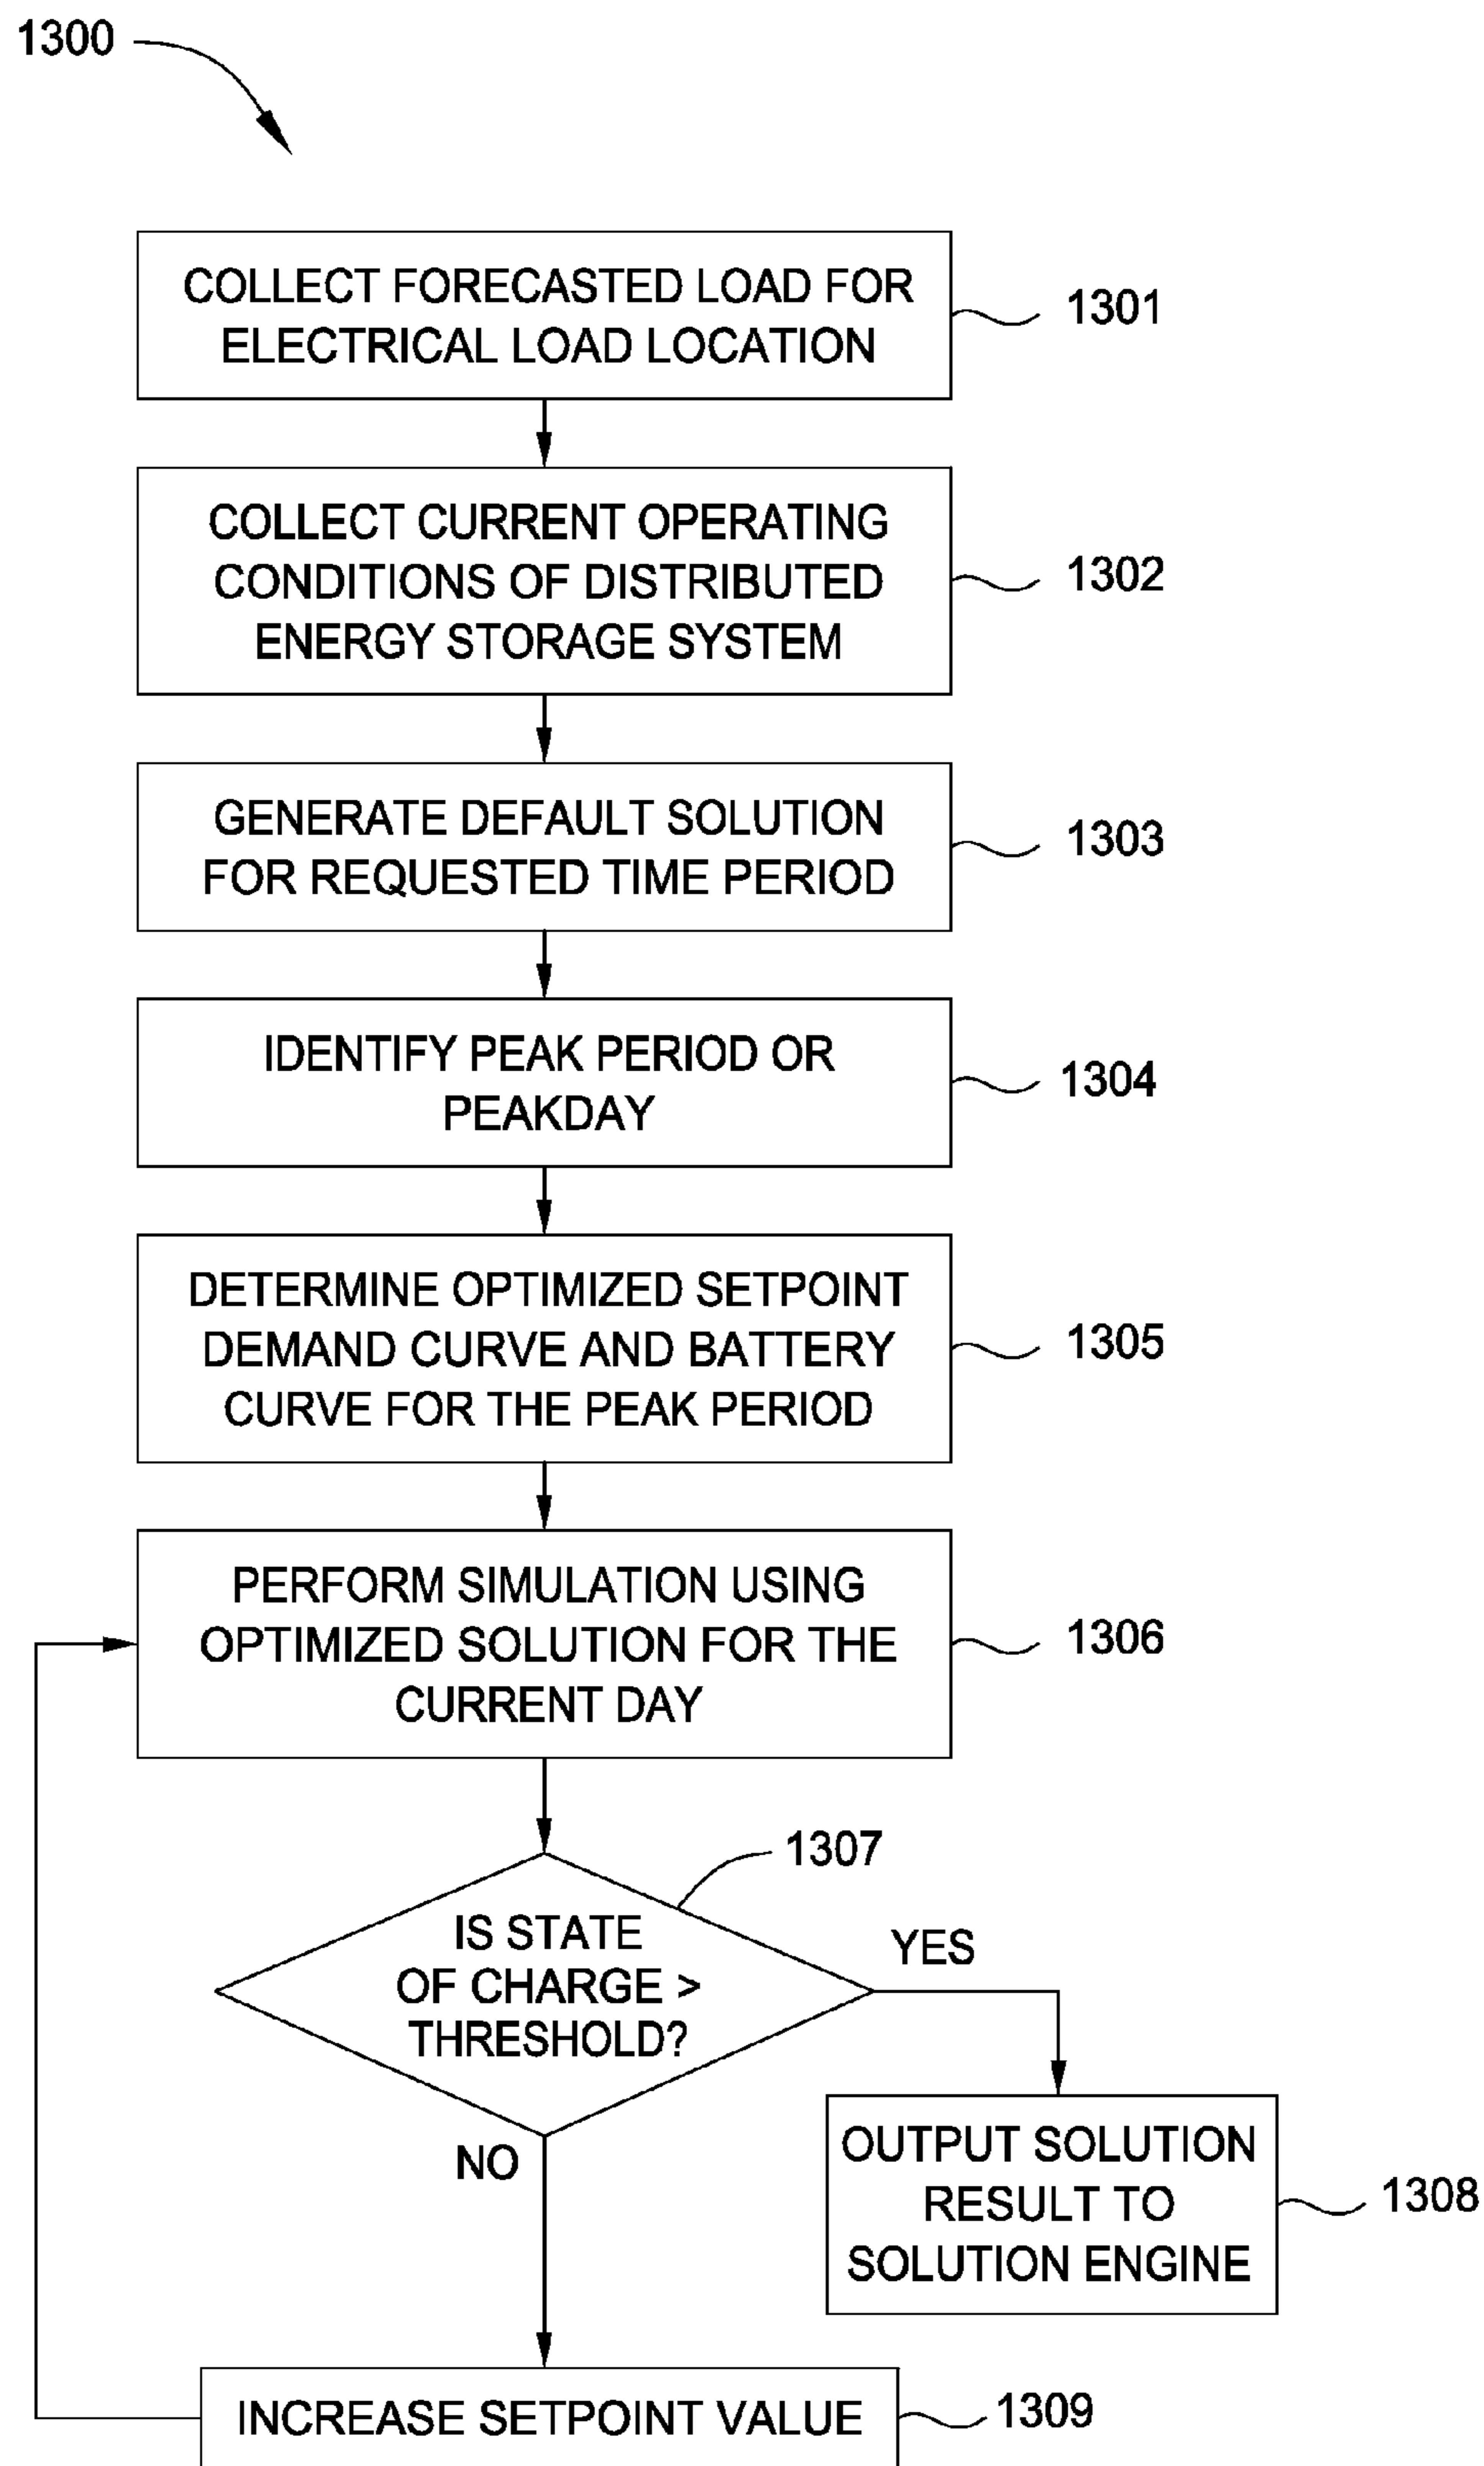 1300
COLLECT FORECASTED LOAD FOR
ELECTRICAL LOAD LOCATION
1301
COLLECT CURRENT OPERATING
CONDITIONS OF DISTRIBUTED
ENERGY STORAGE SYSTEM
1302
GENERATE DEFAULT SOLUTION
FOR REQUESTED TIME PERIOD
1303
IDENTIFY PEAK PERIOD OR
PEAKDAY
1304
DETERMINE OPTIMIZED SETPOINT
DEMAND CURVE AND BATTERY
CURVE FOR THE PEAK PERIOD
1305
PERFORM SIMULATION USING
OPTIMIZED SOLUTION FOR THE
CURRENT DAY
1306
1307
IS STATE
OF CHARGE >
THRESHOLD?
YES
NO
OUTPUT SOLUTION
RESULT TO
SOLUTION ENGINE
1308
INCREASE SETPOINT VALUE
1309